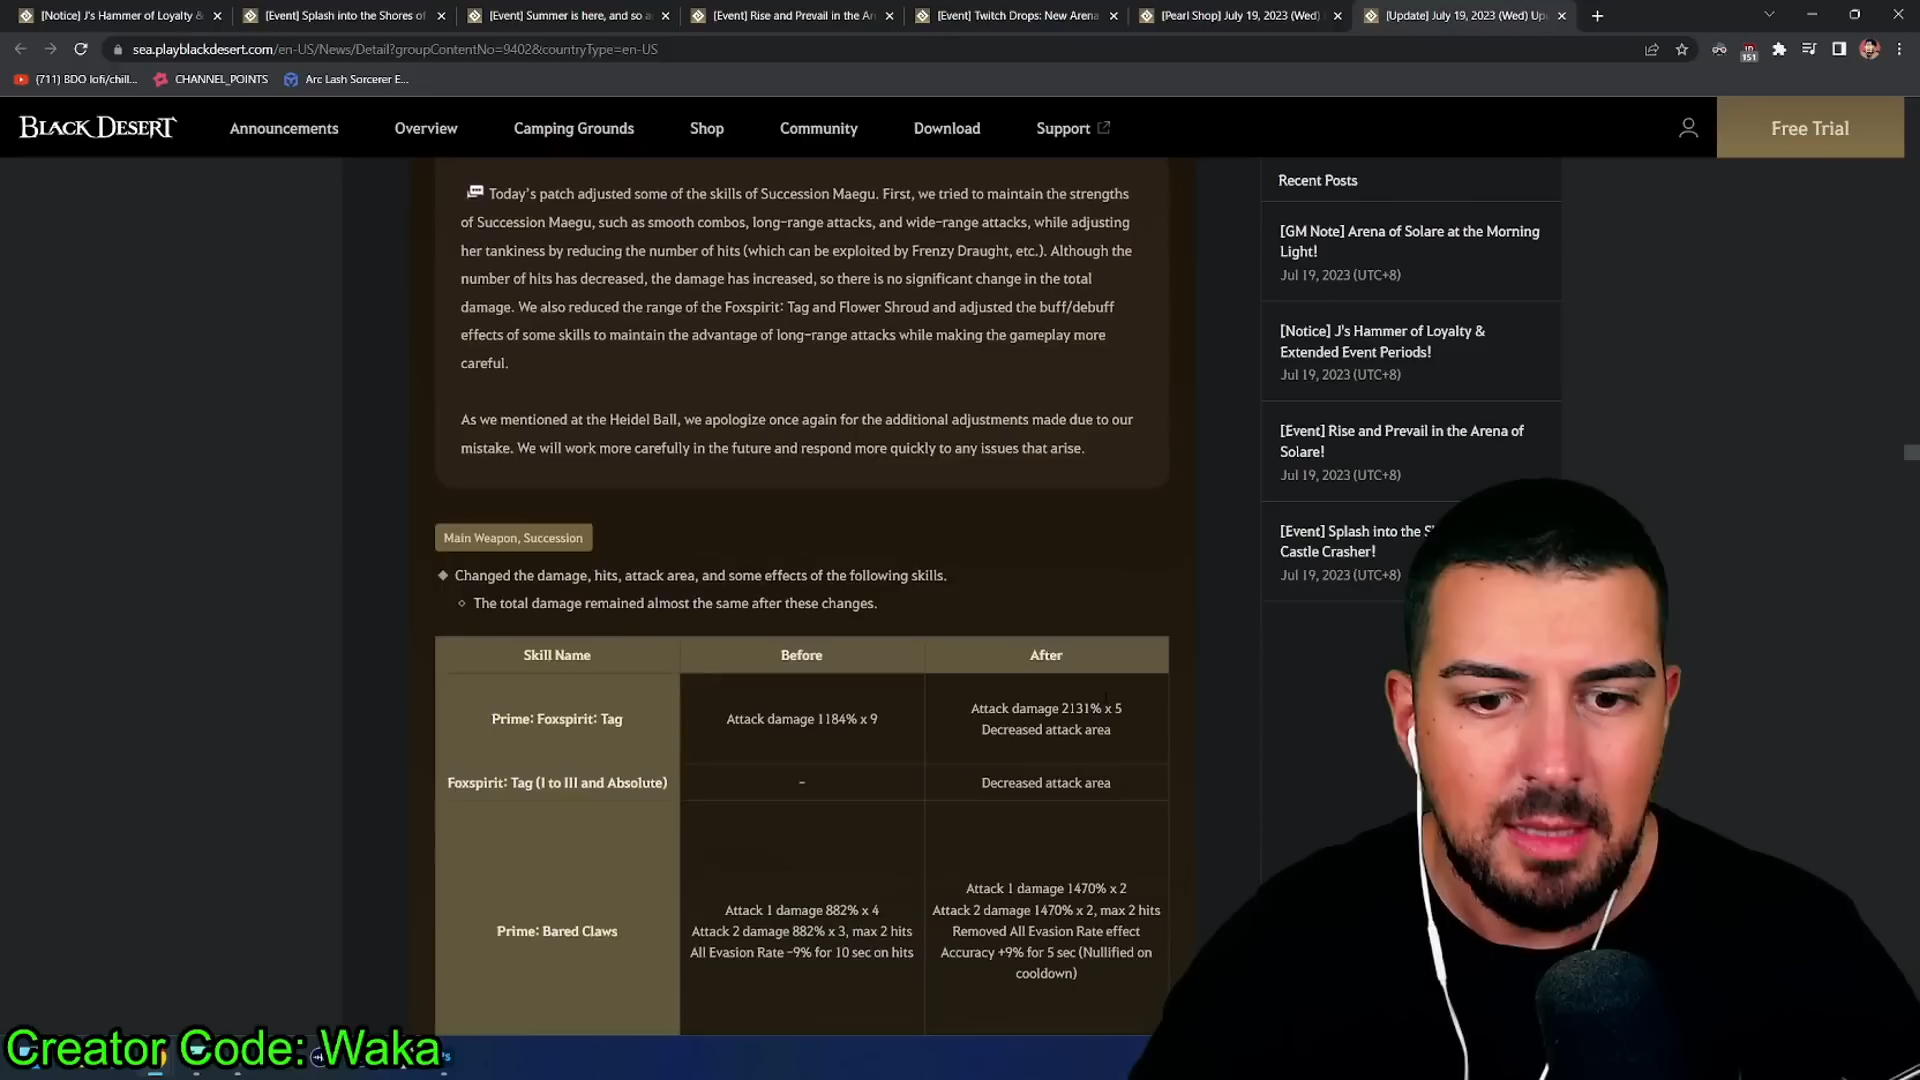 [Notice] J's Hammer of Loyalty &
[Event] Splash into the Shores of
[Event] Summer is here, and so a
[Event] Rise and Prevail in the Ar
[Event] Twitch Drops: New Arena
[Pearl Shop] July 19, 2023 (Wed)
[Update] July 19, 2023 (Wed) Up
sea.playblackdesert.com/en-US/News/Detail?groupContentNo=9402&countryType=en-US
151
(711) BDO lofi/chill...
CHANNEL_POINTS
Arc Lash Sorcerer E...
BLACK DESERT
Announcements
Overview
Camping Grounds
Shop
Community
Download
Support
Free Trial
Today's patch adjusted some of the skills of Succession Maegu. First, we tried to maintain the strengths
of Succession Maegu, such as smooth combos, long-range attacks, and wide-range attacks, while adjusting
her tankiness by reducing the number of hits (which can be exploited by Frenzy Draught, etc.). Although the
number of hits has decreased, the damage has increased, so there is no significant change in the total
damage. We also reduced the range of the Foxspirit: Tag and Flower Shroud and adjusted the buff/debuff
effects of some skills to maintain the advantage of long-range attacks while making the gameplay more
careful.
As we mentioned at the Heidel Ball, we apologize once again for the additional adjustments made due to our
mistake. We will work more carefully in the future and respond more quickly to any issues that arise.
Main Weapon, Succession
Changed the damage, hits, attack area, and some effects of the following skills.
The total damage remained almost the same after these changes.
Skill Name
Before
After
Prime: Foxspirit: Tag
Attack damage 1184% x 9
Attack damage 2131% x 5
Decreased attack area
Foxspirit: Tag (I to III and Absolute)
-
Decreased attack area
Prime: Bared Claws
Attack 1 damage 882% x 4
Attack 2 damage 882% x 3, max 2 hits
All Evasion Rate -9% for 10 sec on hits
Attack 1 damage 1470% x 2
Attack 2 damage 1470% x 2, max 2 hits
Removed All Evasion Rate effect
Accuracy +9% for 5 sec (Nullified on
cooldown)
Recent Posts
[GM Note] Arena of Solare at the Morning
Light!
Jul 19, 2023 (UTC+8)
[Notice] J's Hammer of Loyalty &
Extended Event Periods!
Jul 19, 2023 (UTC+8)
[Event] Rise and Prevail in the Arena of
Solare!
Jul 19, 2023 (UTC+8)
[Event] Splash into the S
Castle Crasher!
Jul 19, 2023 (UTC+8)
Creator Code: Waka